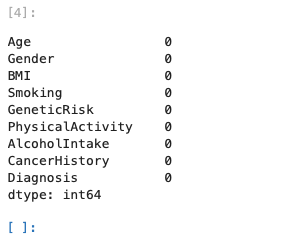 [4]:
Age 0
Gender 0
BMI 0
Smoking 0
GeneticRisk 0
PhysicalActivity 0
AlcoholIntake 0
CancerHistory 0
Diagnosis 0
dtype: int64
[ ]: